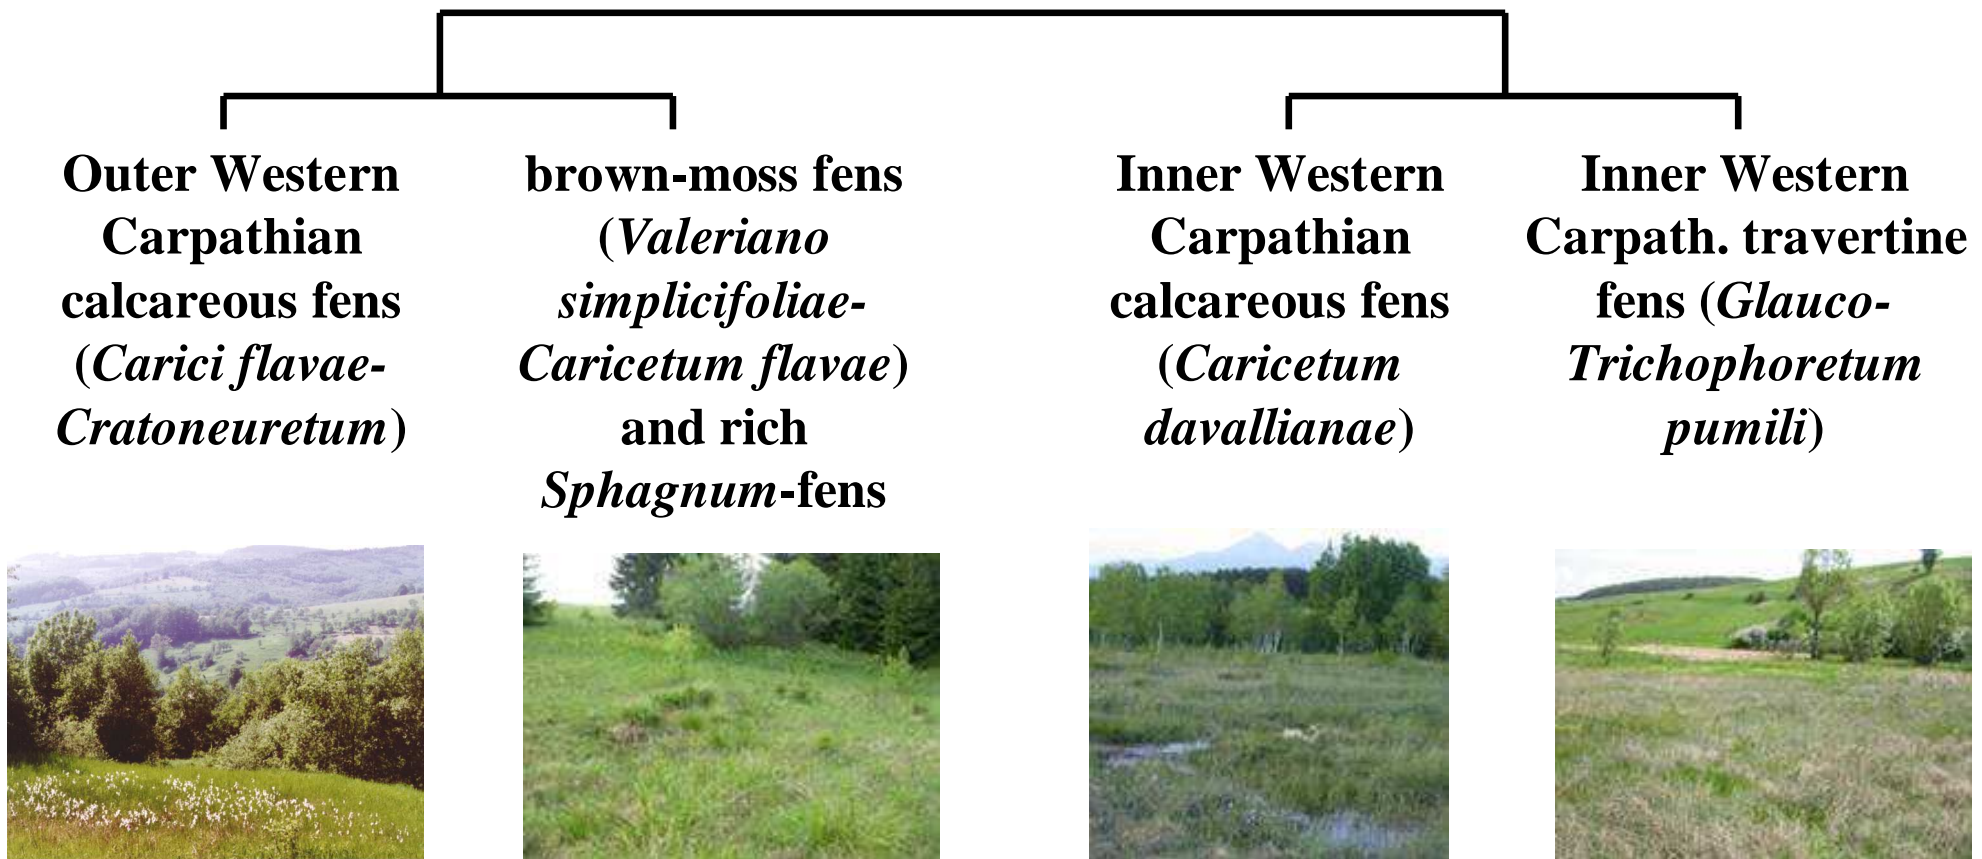 Outer Western
Carpathian
calcareous fens
(Carici flavae-
Cratoneuretum)
brown-moss fens
(Valeriano
simplicifoliae-
Caricetum flavae)
and rich
Sphagnum-fens
Inner Western
Carpathian
calcareous fens
(Caricetum
davallianae)
Inner Western
Carpath. travertine
fens (Glauco-
Trichophoretum
pumili)